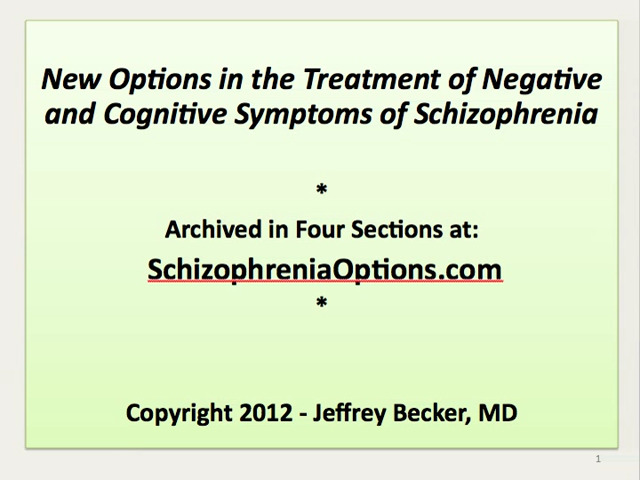 New Options in the Treatment of Negative
and Cognitive Symptoms of Schizophrenia
*
Archived in Four Sections at:
SchizophreniaOptions.com
*
Copyright 2012 - Jeffrey Becker, MD
1